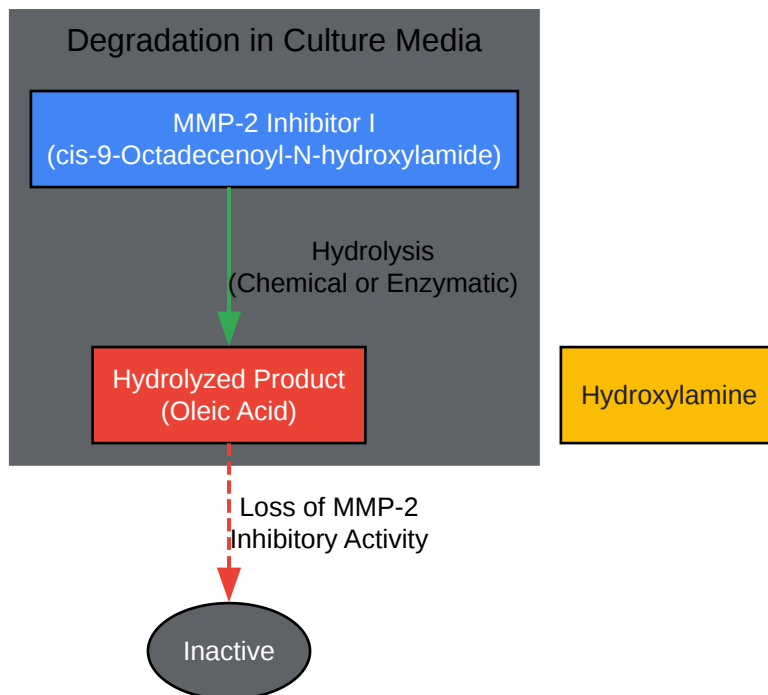 Degradation in Culture Media
MMP-2 Inhibitor I
(cis-9-Octadecenoyl-N-hydroxylamide)
Hydrolysis
(Chemical or Enzymatic)
Hydrolyzed Product
(Oleic Acid)
Hydroxylamine
Loss of MMP-2
Inhibitory Activity
Inactive